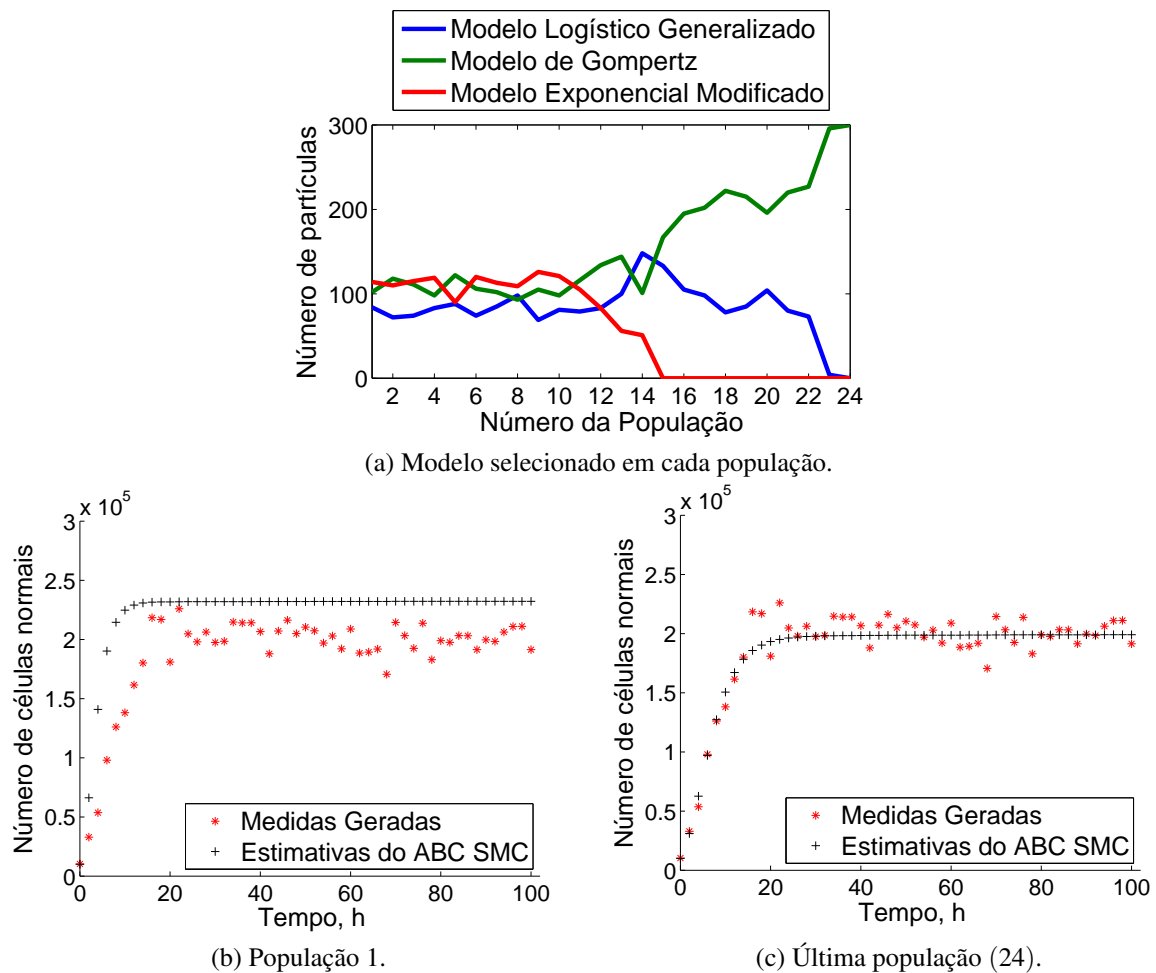 Modelo Logístico Generalizado
Modelo de Gompertz
Modelo Exponencial Modificado
Número de partículas
300
200
100
0
2 4 6 8 10 12 14 16 18 20 22 24
Número da População
(a) Modelo selecionado em cada população.
x 10^5
Número de células normais
3
2.5
2
1.5
1
0.5
0
0 20 40 60 80 100
Medidas Geradas
Estimativas do ABC SMC
Tempo, h
(b) População 1.
x 10^5
Número de células normais
3
2.5
2
1.5
1
0.5
0
0 20 40 60 80 100
Medidas Geradas
Estimativas do ABC SMC
Tempo, h
(c) Última população (24).